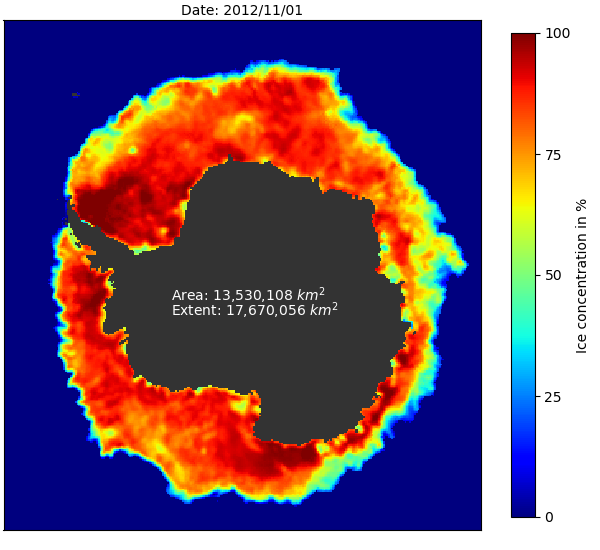 Date: 2012/11/01
100
75
50
25
0
Ice concentration in %
Area: 13,530,108 km²
Extent: 17,670,056 km²